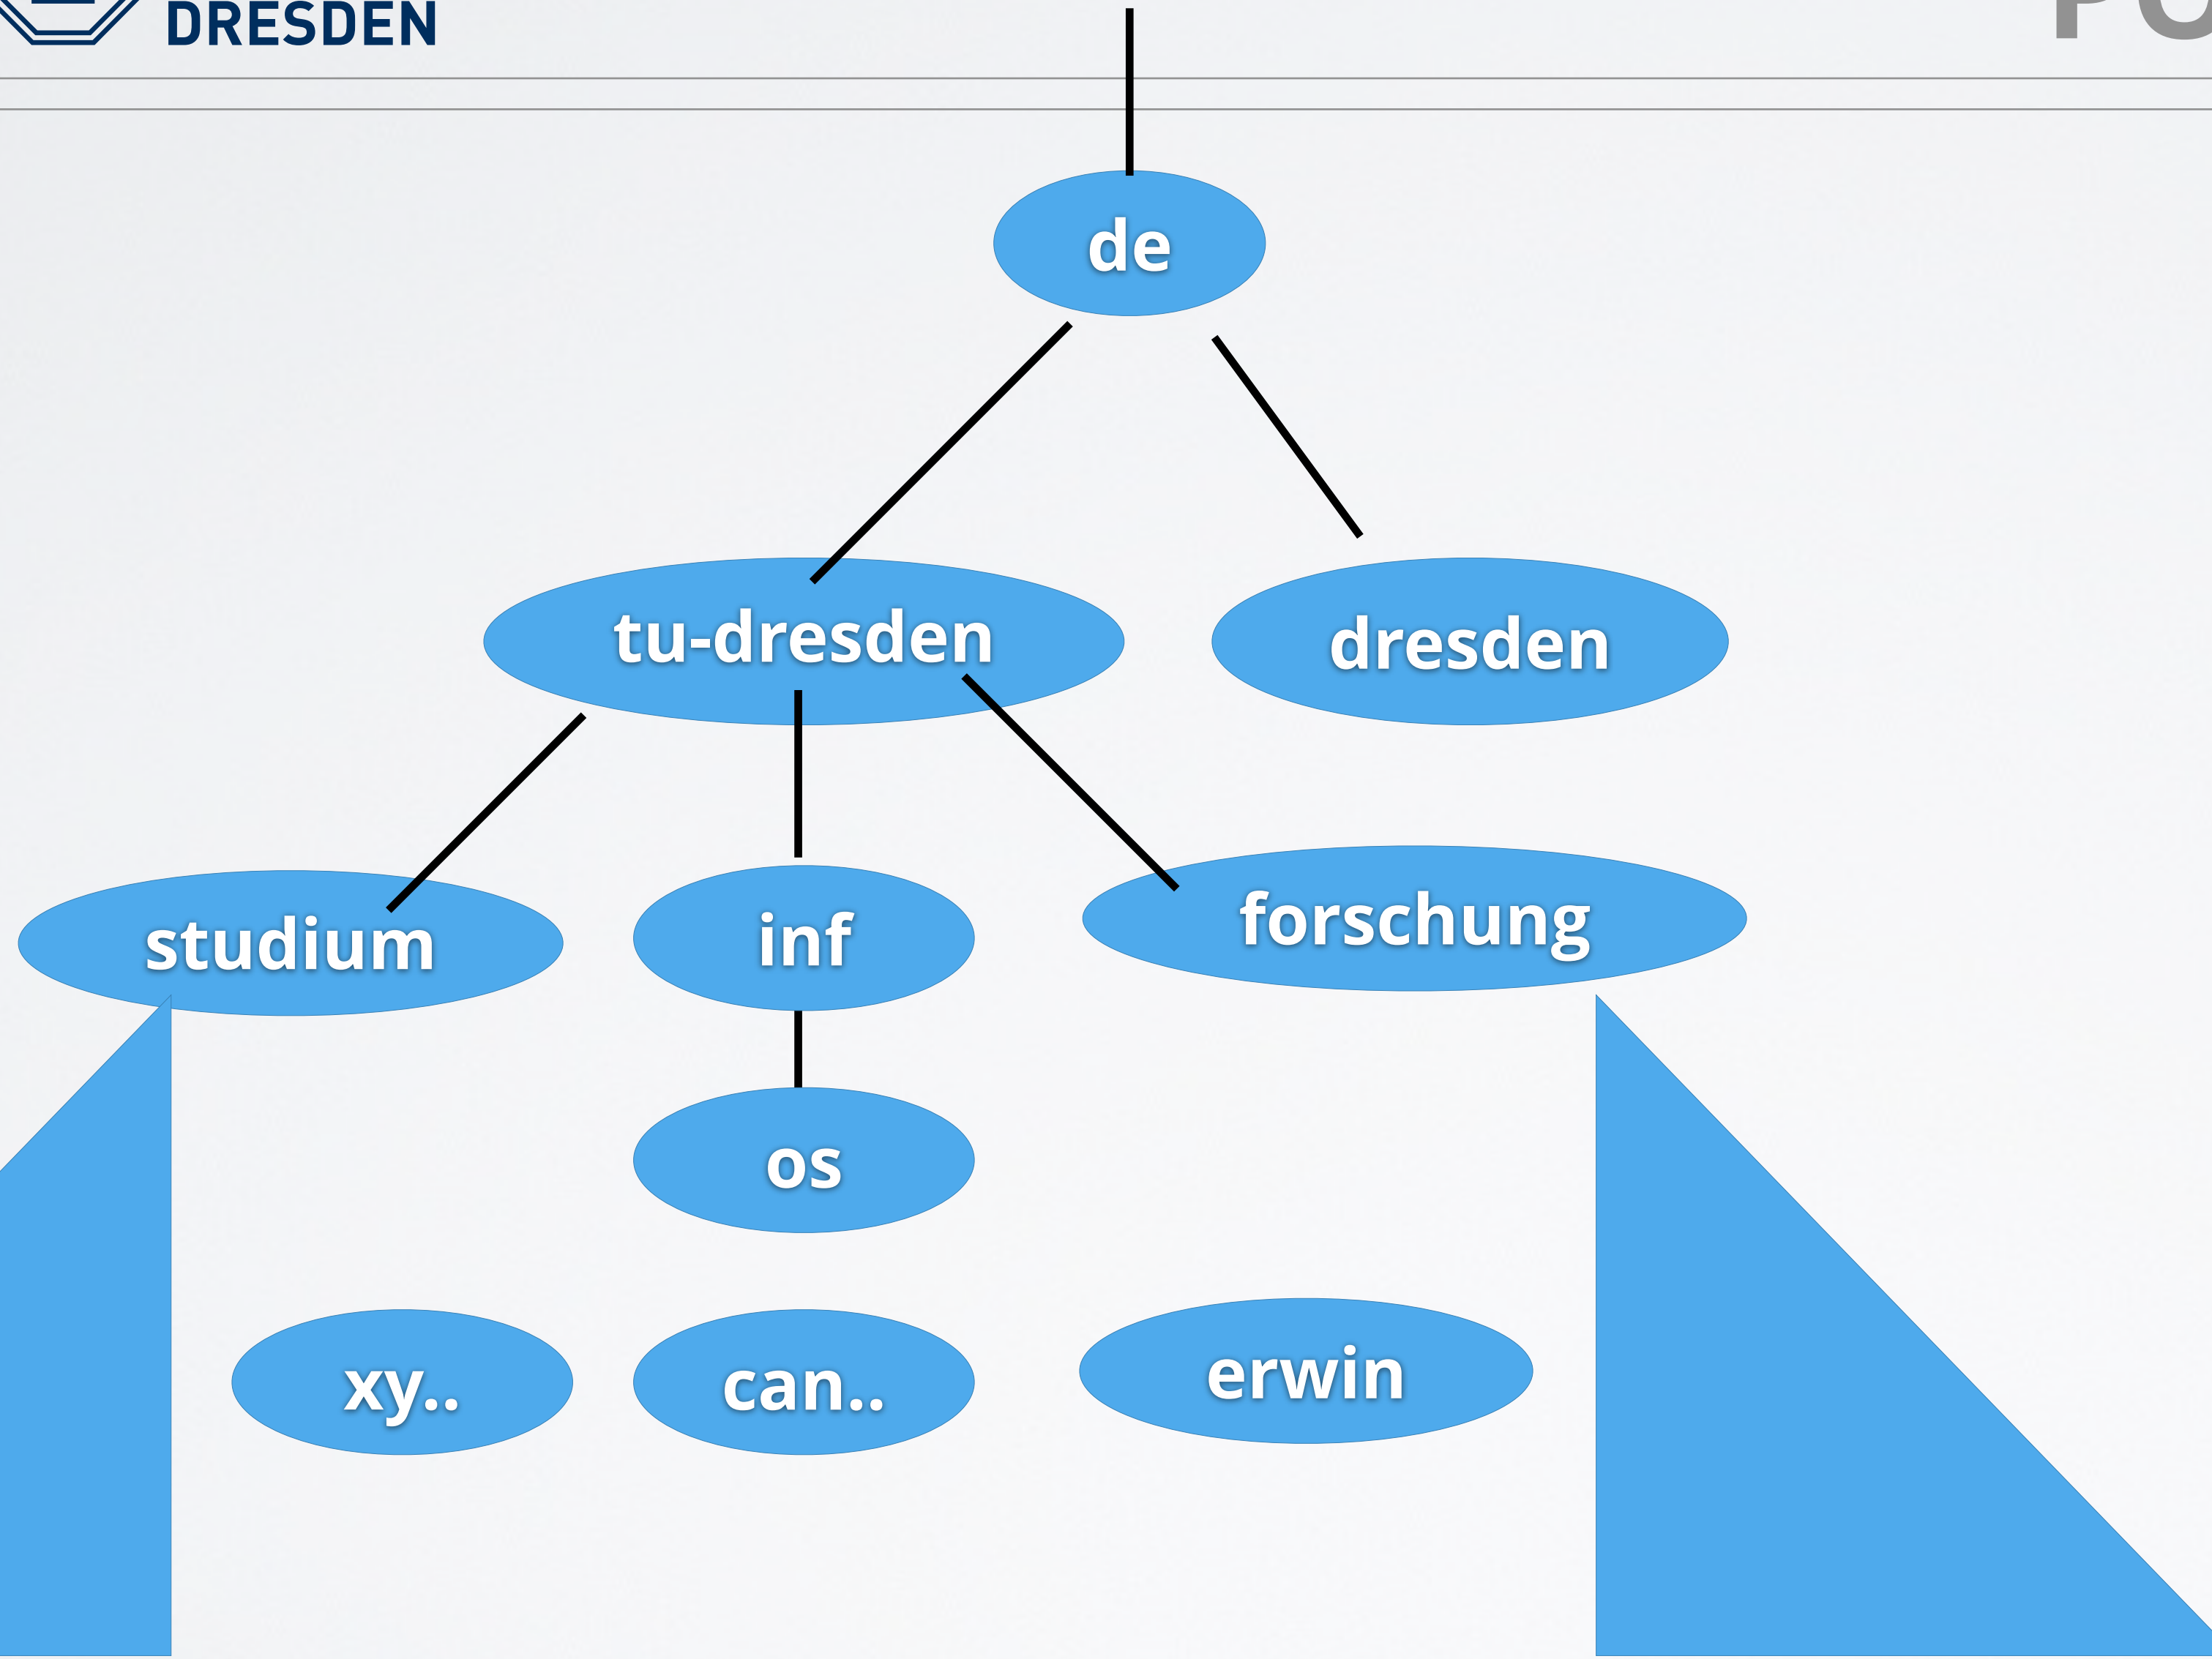 DRESDEN
de
tu-dresden
dresden
studium
inf
forschung
os
xy..
can..
erwin